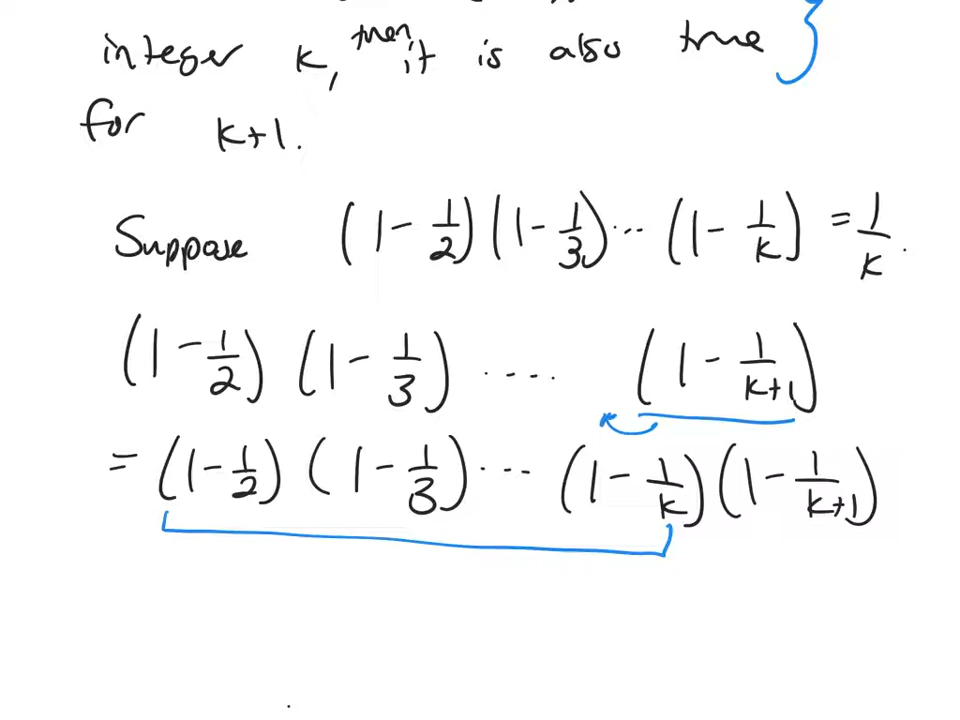 integer k, then it is also true
for k+1.
Suppose (1 - 1/2)(1 - 1/3)··· (1 - 1/k) = 1/k.
(1 - 1/2) (1 - 1/3) ···· (1 - 1/k+1)
= (1 - 1/2) (1 - 1/3)··· (1 - 1/k)(1 - 1/k+1)